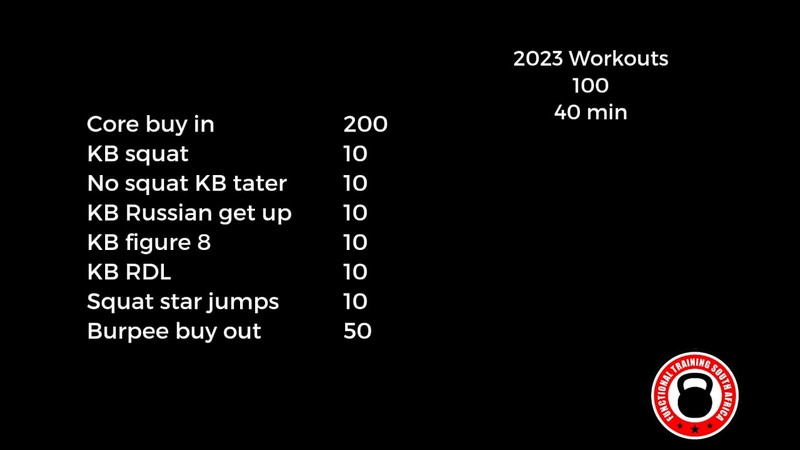 2023 Workouts
100
40 min
Core buy in 200
KB squat 10
No squat KB tater 10
KB Russian get up 10
KB figure 8 10
KB RDL 10
Squat star jumps 10
Burpee buy out 50
FUNCTIONAL TRAINING SOUTH AFRICA